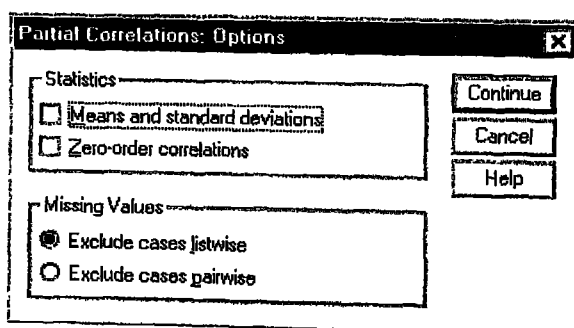 Partial Correlations: Options
Statistics
Means and standard deviations
Zero-order correlations
Missing Values
Exclude cases listwise
Exclude cases pairwise
Continue
Cancel
Help